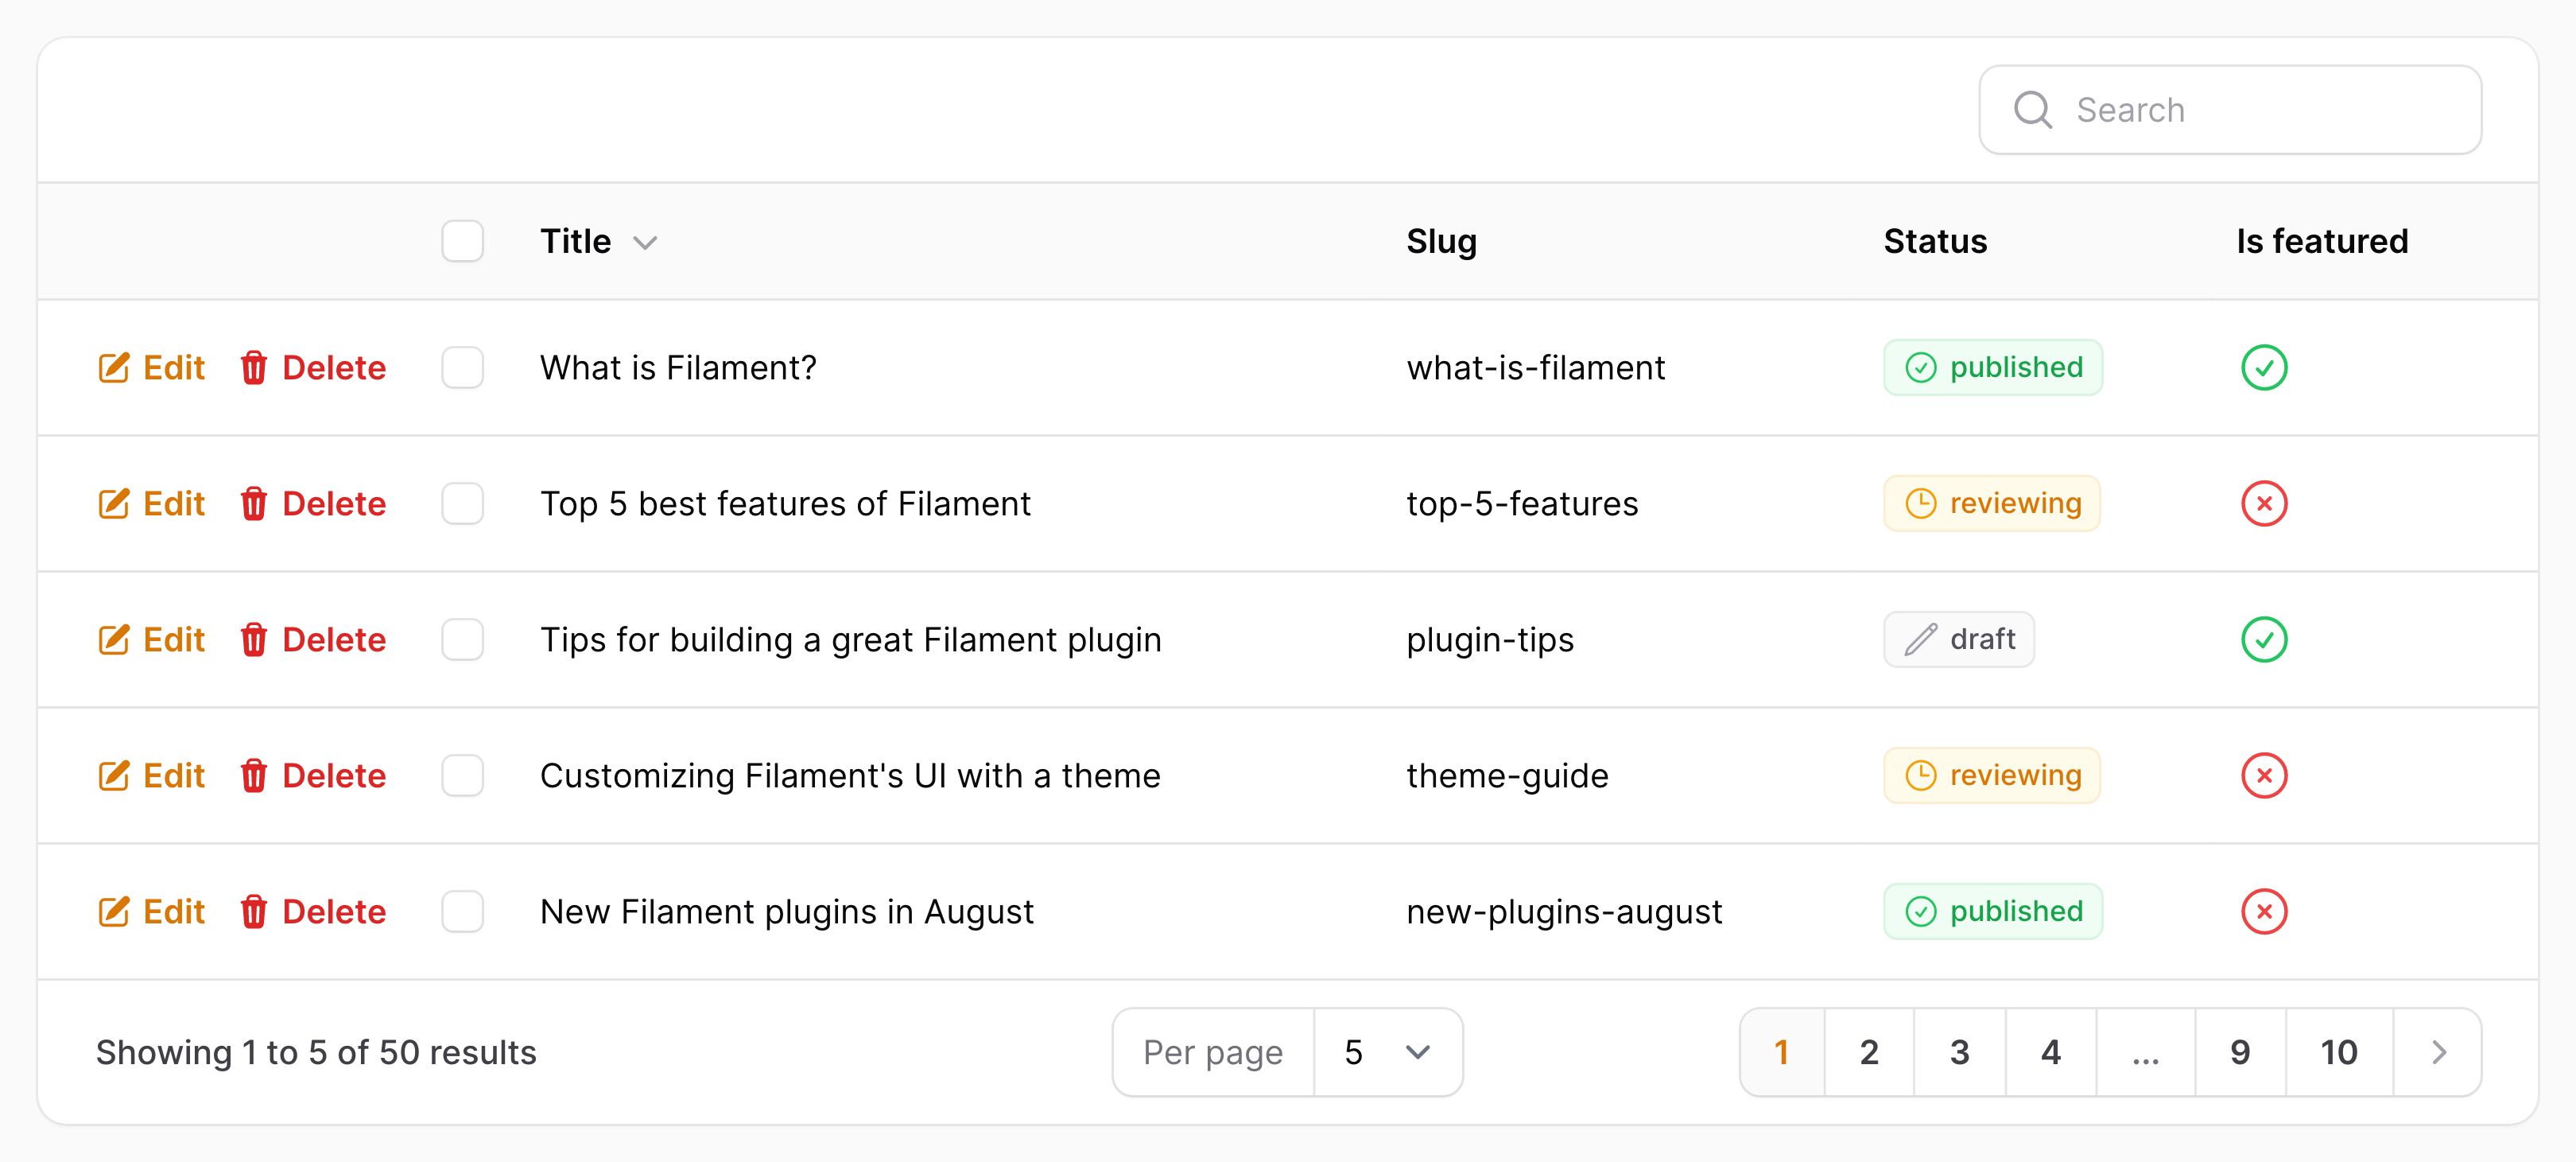 Search
Title Slug Status Is featured
Edit Delete What is Filament? what-is-filament published
Edit Delete Top 5 best features of Filament top-5-features reviewing
Edit Delete Tips for building a great Filament plugin plugin-tips draft
Edit Delete Customizing Filament's UI with a theme theme-guide reviewing
Edit Delete New Filament plugins in August new-plugins-august published
Showing 1 to 5 of 50 results Per page 5 1 2 3 4 ... 9 10